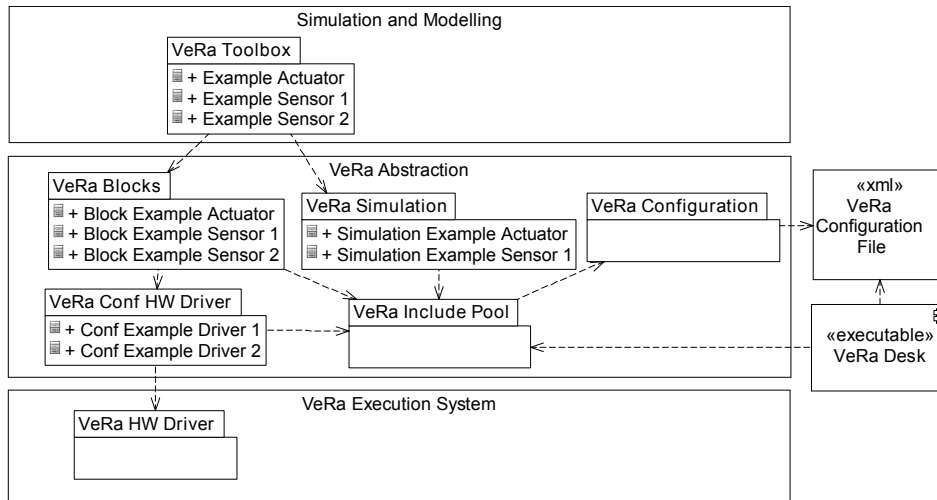 Simulation and Modelling
VeRa Toolbox
+ Example Actuator
+ Example Sensor 1
+ Example Sensor 2
VeRa Abstraction
VeRa Blocks
+ Block Example Actuator
+ Block Example Sensor 1
+ Block Example Sensor 2
VeRa Simulation
+ Simulation Example Actuator
+ Simulation Example Sensor 1
VeRa Configuration
«xml»
VeRa
Configuration
File
VeRa Conf HW Driver
+ Conf Example Driver 1
+ Conf Example Driver 2
VeRa Include Pool
«executable»
VeRa Desk
VeRa Execution System
VeRa HW Driver